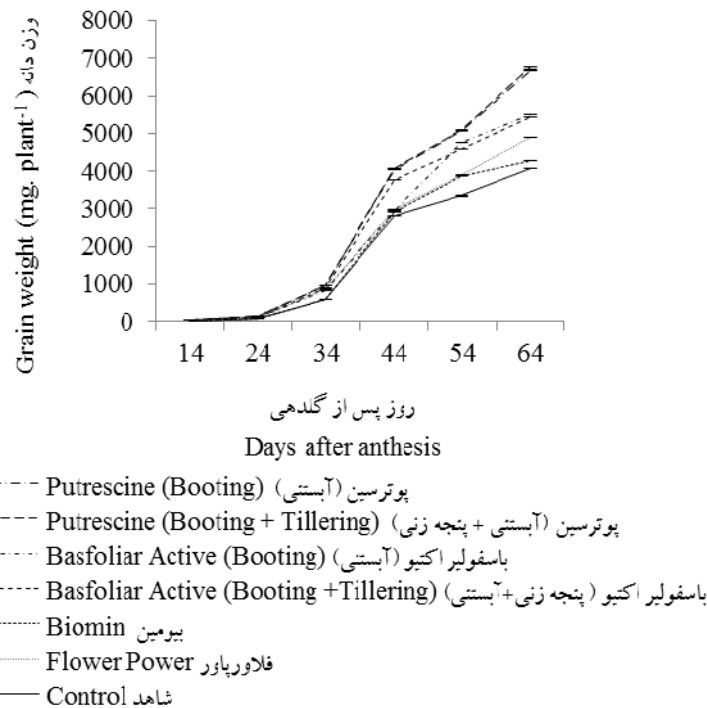 8000
7000
6000
5000
4000
3000
2000
1000
0
Grain weight (mg. plant-1) وزن دانه
14 24 34 44 54 64
روز پس از گلدهی
Days after anthesis
Putrescine (Booting) پوترسین (آبستنی)
Putrescine (Booting + Tillering) پوترسین (آبستنی + پنجه زنی)
Basfoliar Active (Booting) باسفولیر اکتیو (آبستنی)
Basfoliar Active (Booting +Tillering) باسفولیر اکتیو ( پنجه زنی+آبستنی)
Biomin بیومین
Flower Power فلاورپاور
Control شاهد